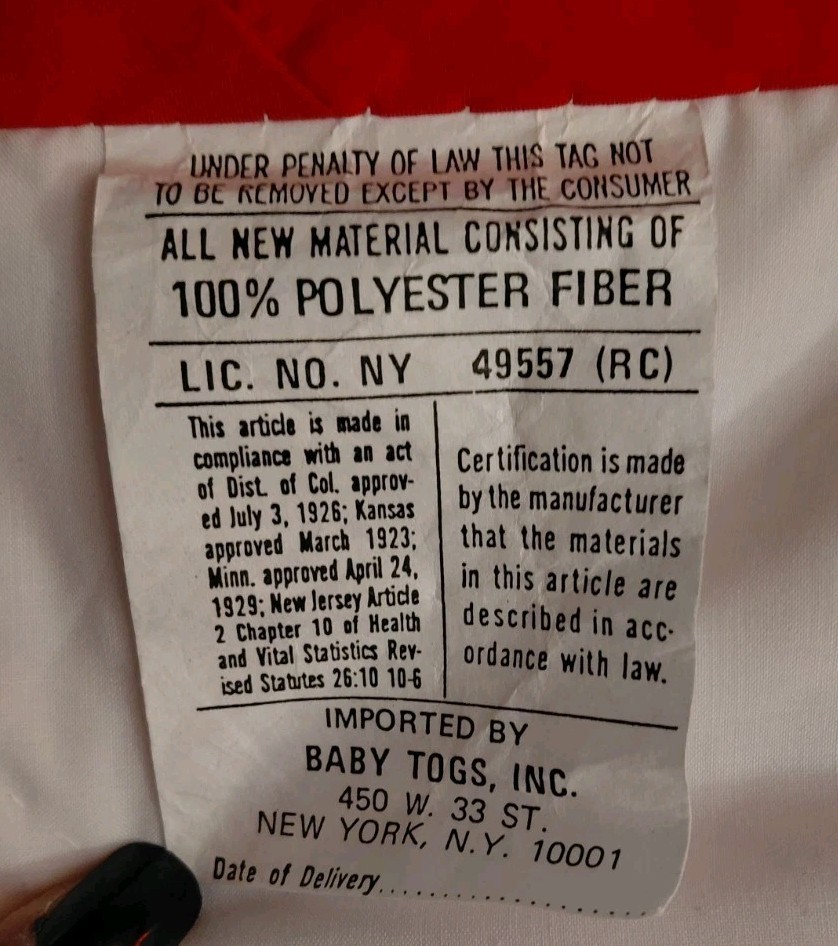 UNDER PENALTY OF LAW THIS TAG NOT
TO BE REMOVED EXCEPT BY THE CONSUMER
ALL NEW MATERIAL CONSISTING OF
100% POLYESTER FIBER
LIC. NO. NY 49557 (RC)
This article is made in
compliance with an act
of Dist. of Col. approv-
ed July 3, 1926; Kansas
approved March 1923;
Minn. approved April 24,
1929; New Jersey Article
2 Chapter 10 of Health
and Vital Statistics Rev-
ised Statutes 26:10 10-6
Certification is made
by the manufacturer
that the materials
in this article are
described in acc-
ordance with law.
IMPORTED BY
BABY TOGS, INC.
450 W. 33 ST.
NEW YORK, N.Y. 10001
Date of Delivery....................